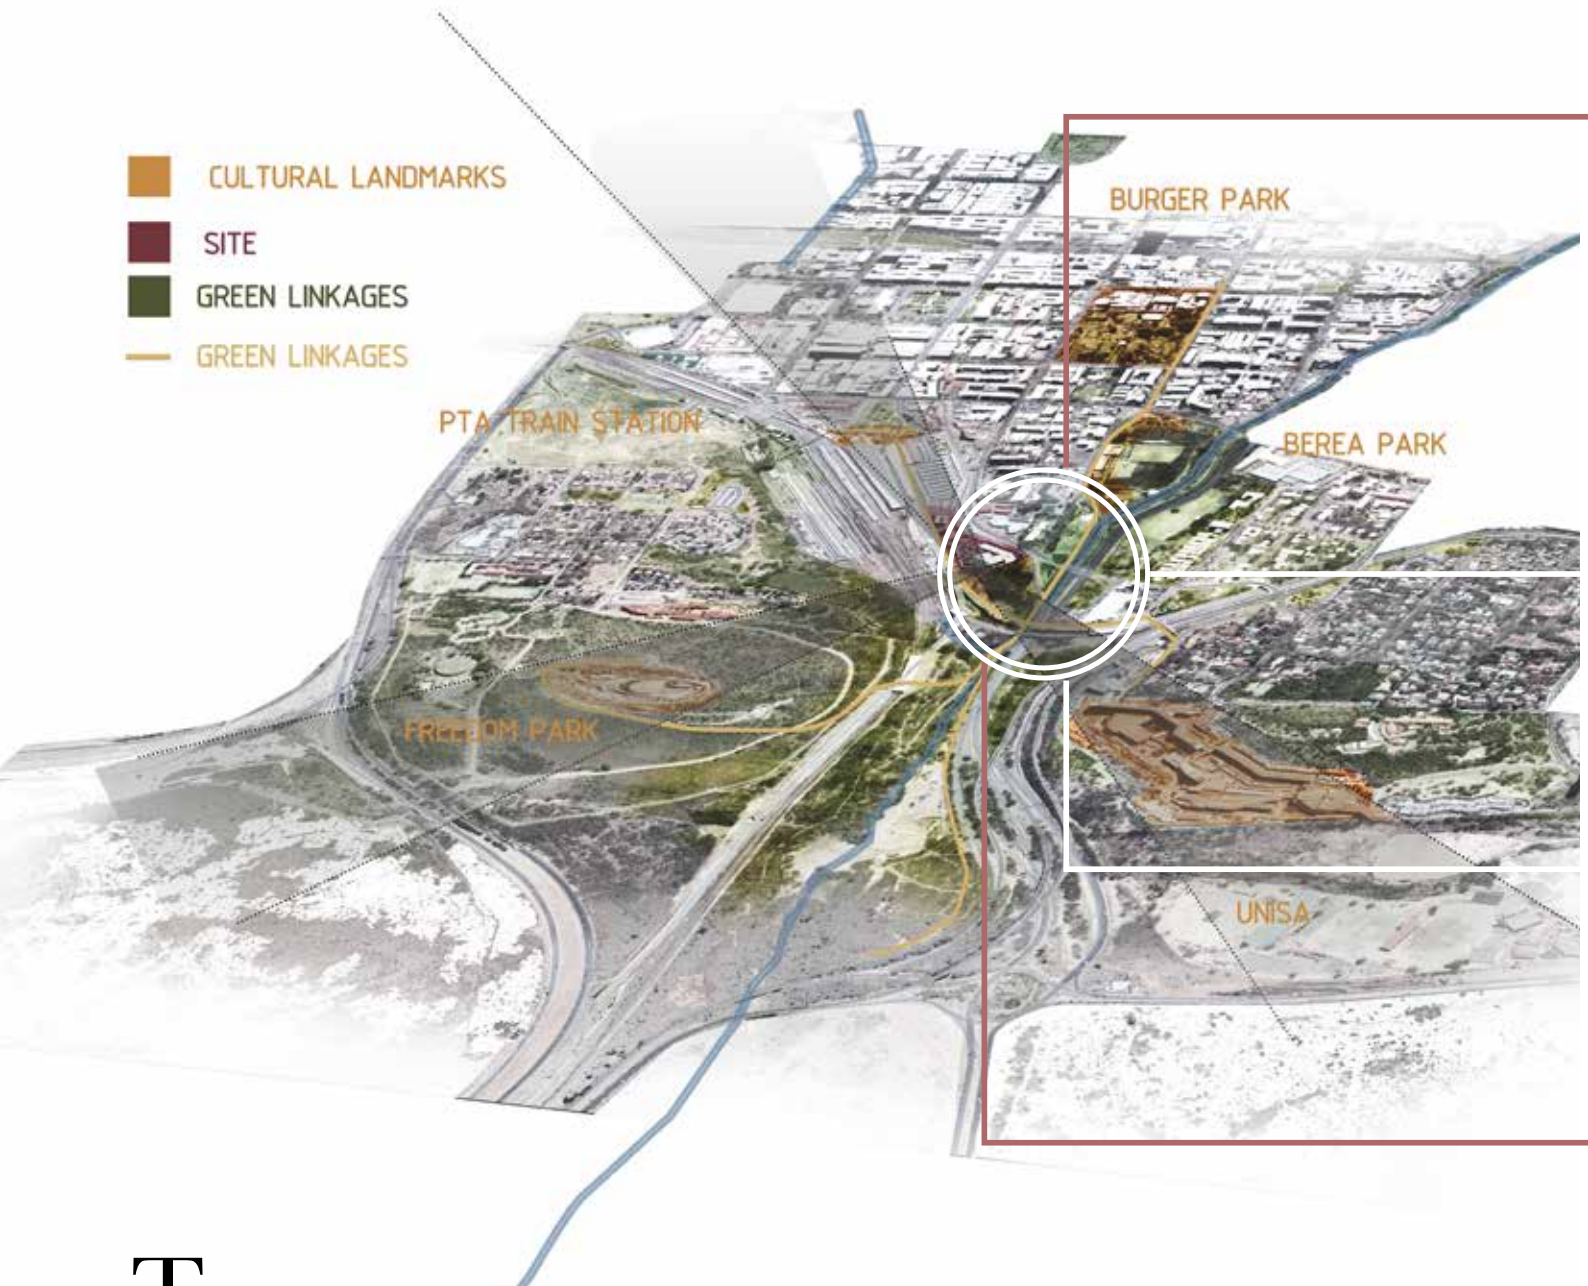 CULTURAL LANDMARKS
SITE
GREEN LINKAGES
GREEN LINKAGES
BURGER PARK
PTA TRAIN STATION
BEREA PARK
FREEDOM PARK
UNISA
T